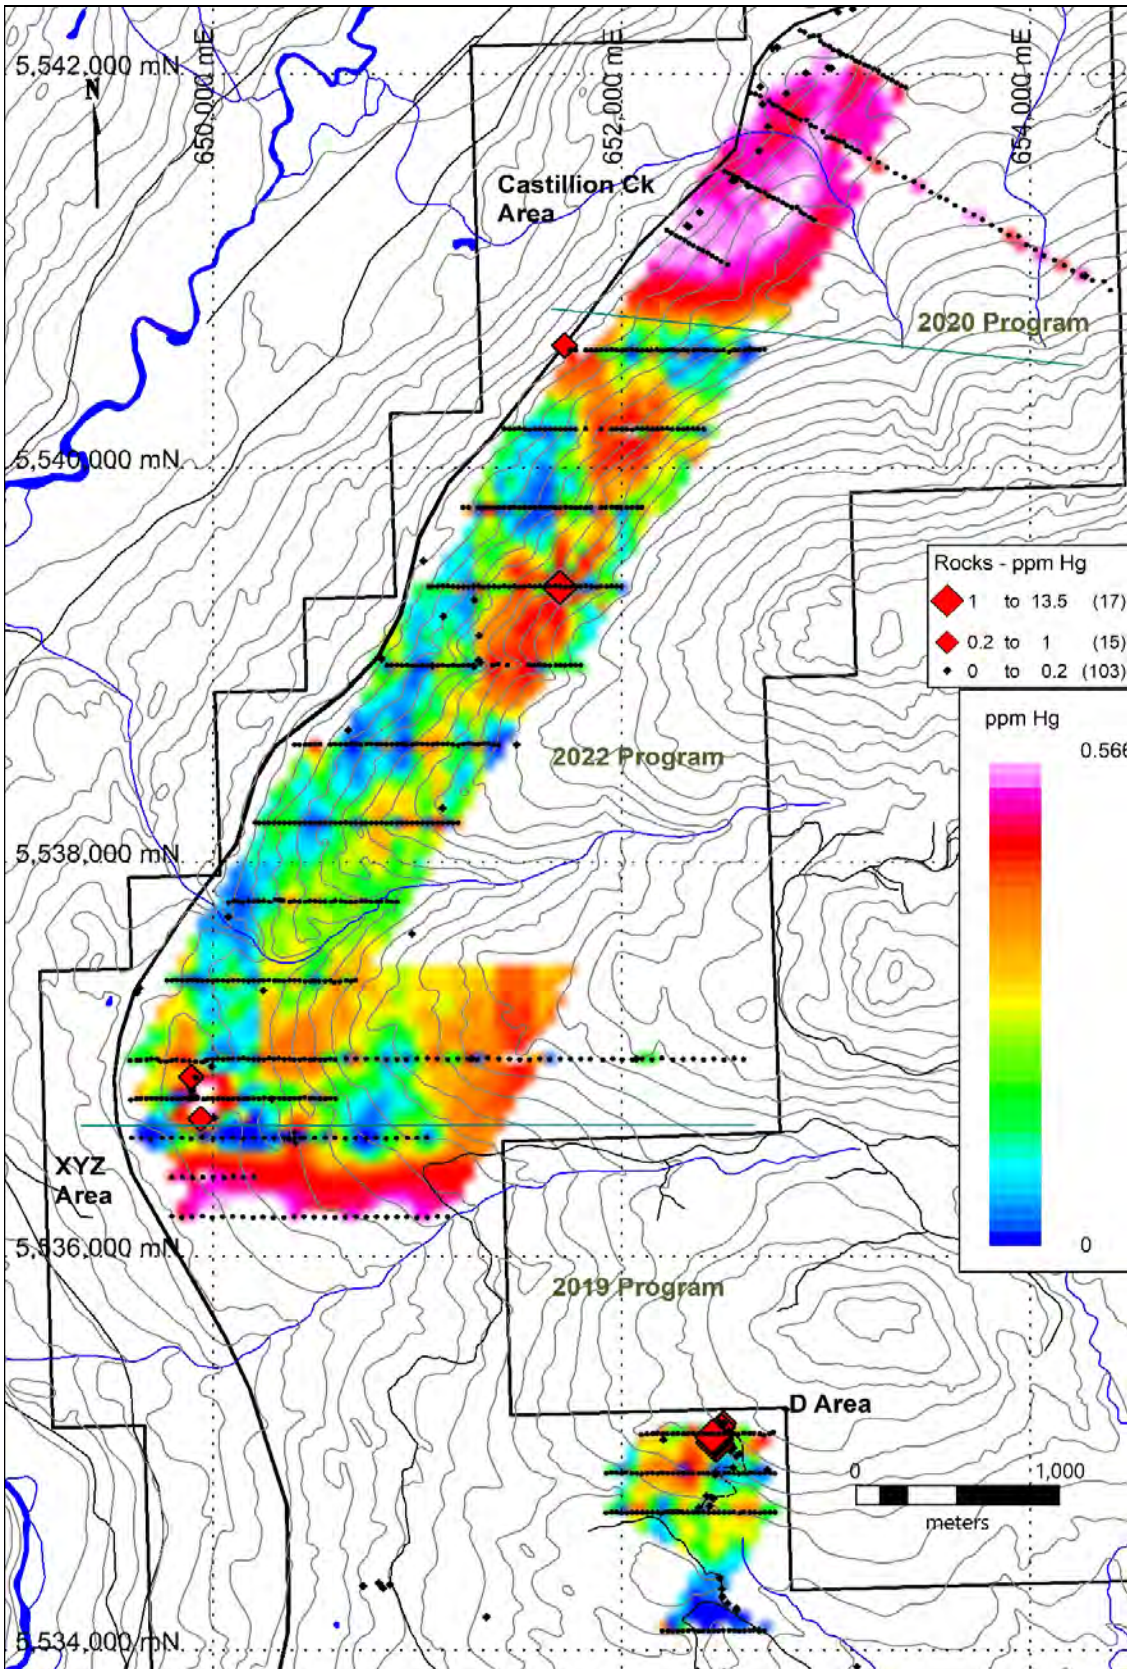 5,542,000 mN
N
650,000 mE
652,000 mE
654,000 mE
Castillion Ck
Area
2020 Program
5,540,000 mN
Rocks - ppm Hg
1 to 13.5 (17)
0.2 to 1 (15)
0 to 0.2 (103)
ppm Hg
0.566
2022 Program
5,538,000 mN
XYZ
Area
0
5,536,000 mN
2019 Program
D Area
0 1,000
meters
5,534,000 mN